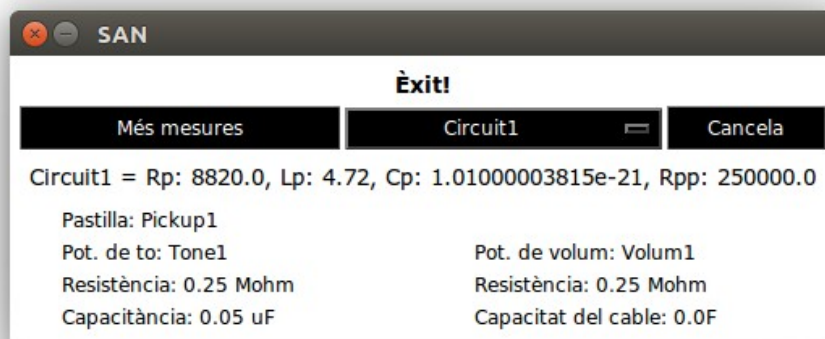 SAN
Èxit!
Més mesures Circuit1 Cancela
Circuit1 = Rp: 8820.0, Lp: 4.72, Cp: 1.01000003815e-21, Rpp: 250000.0
Pastilla: Pickup1
Pot. de to: Tone1 Pot. de volum: Volum1
Resistència: 0.25 Mohm Resistència: 0.25 Mohm
Capacitància: 0.05 uF Capacitat del cable: 0.0F